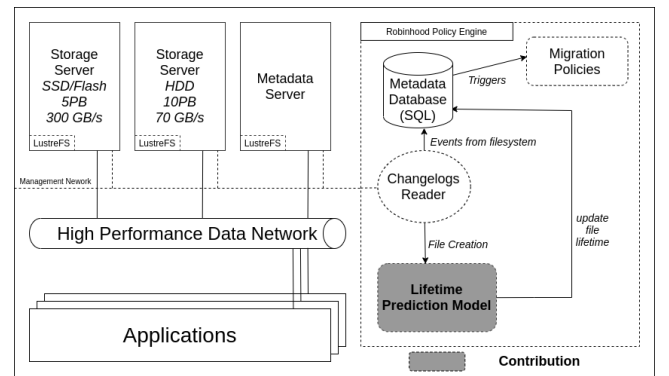 Storage
Server
SSD/Flash
5PB
300 GB/s
LustreFS
Storage
Server
HDD
10PB
70 GB/s
LustreFS
Metadata
Server
LustreFS
Management Nework
High Performance Data Network
Applications
Robinhood Policy Engine
Metadata
Database
(SQL)
Triggers
Migration
Policies
Events from filesystem
Changelogs
Reader
File Creation
update
file
lifetime
Lifetime
Prediction Model
Contribution